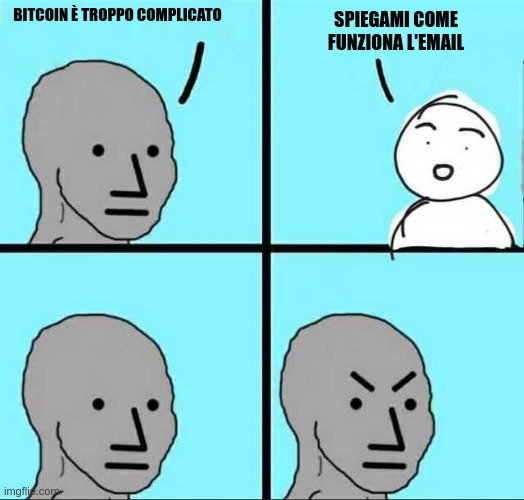 BITCOIN È TROPPO COMPLICATO
SPIEGAMI COME
FUNZIONA L'EMAIL
imgflip.com